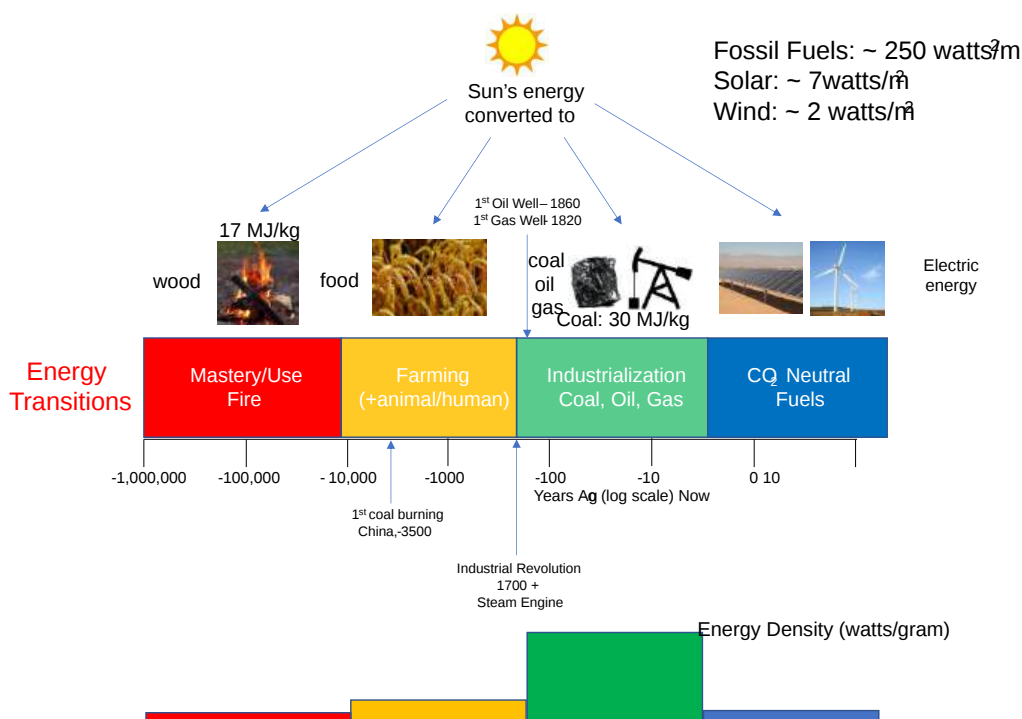 Fossil Fuels: ~ 250 watts/m2
Solar: ~ 7watts/m2
Wind: ~ 2 watts/m2
Sun's energy
converted to
1st Oil Well – 1860
1st Gas Well - 1820
17 MJ/kg
wood
food
coal
oil
gas
Coal: 30 MJ/kg
Electric
energy
Energy
Transitions
Mastery/Use
Fire
Farming
(+animal/human)
Industrialization
Coal, Oil, Gas
CO2 Neutral
Fuels
-1,000,000 -100,000 -10,000 -1000 -100 -10 0 10
Years Ago (log scale) Now
1st coal burning
China,-3500
Industrial Revolution
1700 +
Steam Engine
Energy Density (watts/gram)